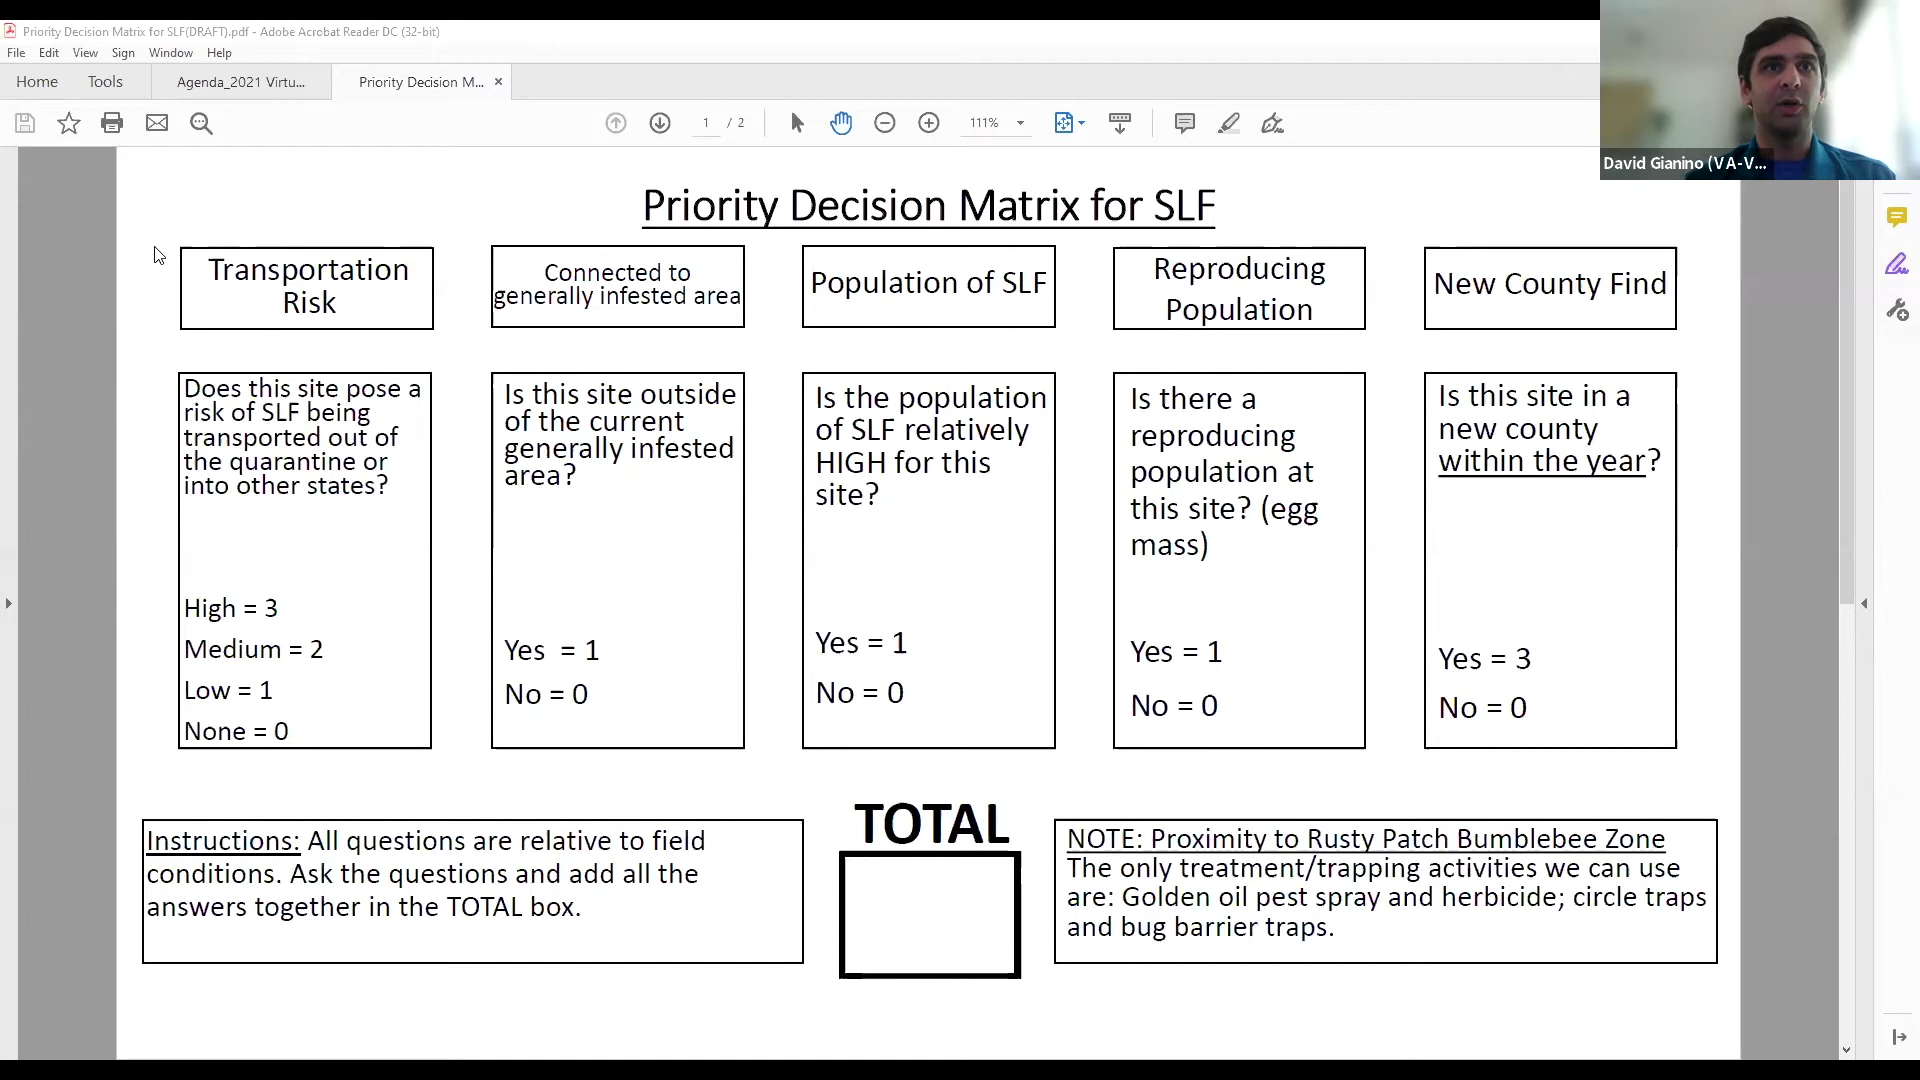 Priority Decision Matrix for SLF(DRAFT).pdf - Adobe Acrobat Reader DC (32-bit)
File Edit View Sign Window Help
Home Tools Agenda_2021 Virtu... Priority Decision M... ×
1 / 2 111%
David Gianino (VA-V...
Priority Decision Matrix for SLF
Transportation
Risk
Connected to
generally infested area
Population of SLF
Reproducing
Population
New County Find
Does this site pose a
risk of SLF being
transported out of
the quarantine or
into other states?
High = 3
Medium = 2
Low = 1
None = 0
Is this site outside
of the current
generally infested
area?
Yes = 1
No = 0
Is the population
of SLF relatively
HIGH for this
site?
Yes = 1
No = 0
Is there a
reproducing
population at
this site? (egg
mass)
Yes = 1
No = 0
Is this site in a
new county
within the year?
Yes = 3
No = 0
Instructions: All questions are relative to field
conditions. Ask the questions and add all the
answers together in the TOTAL box.
TOTAL
NOTE: Proximity to Rusty Patch Bumblebee Zone
The only treatment/trapping activities we can use
are: Golden oil pest spray and herbicide; circle traps
and bug barrier traps.